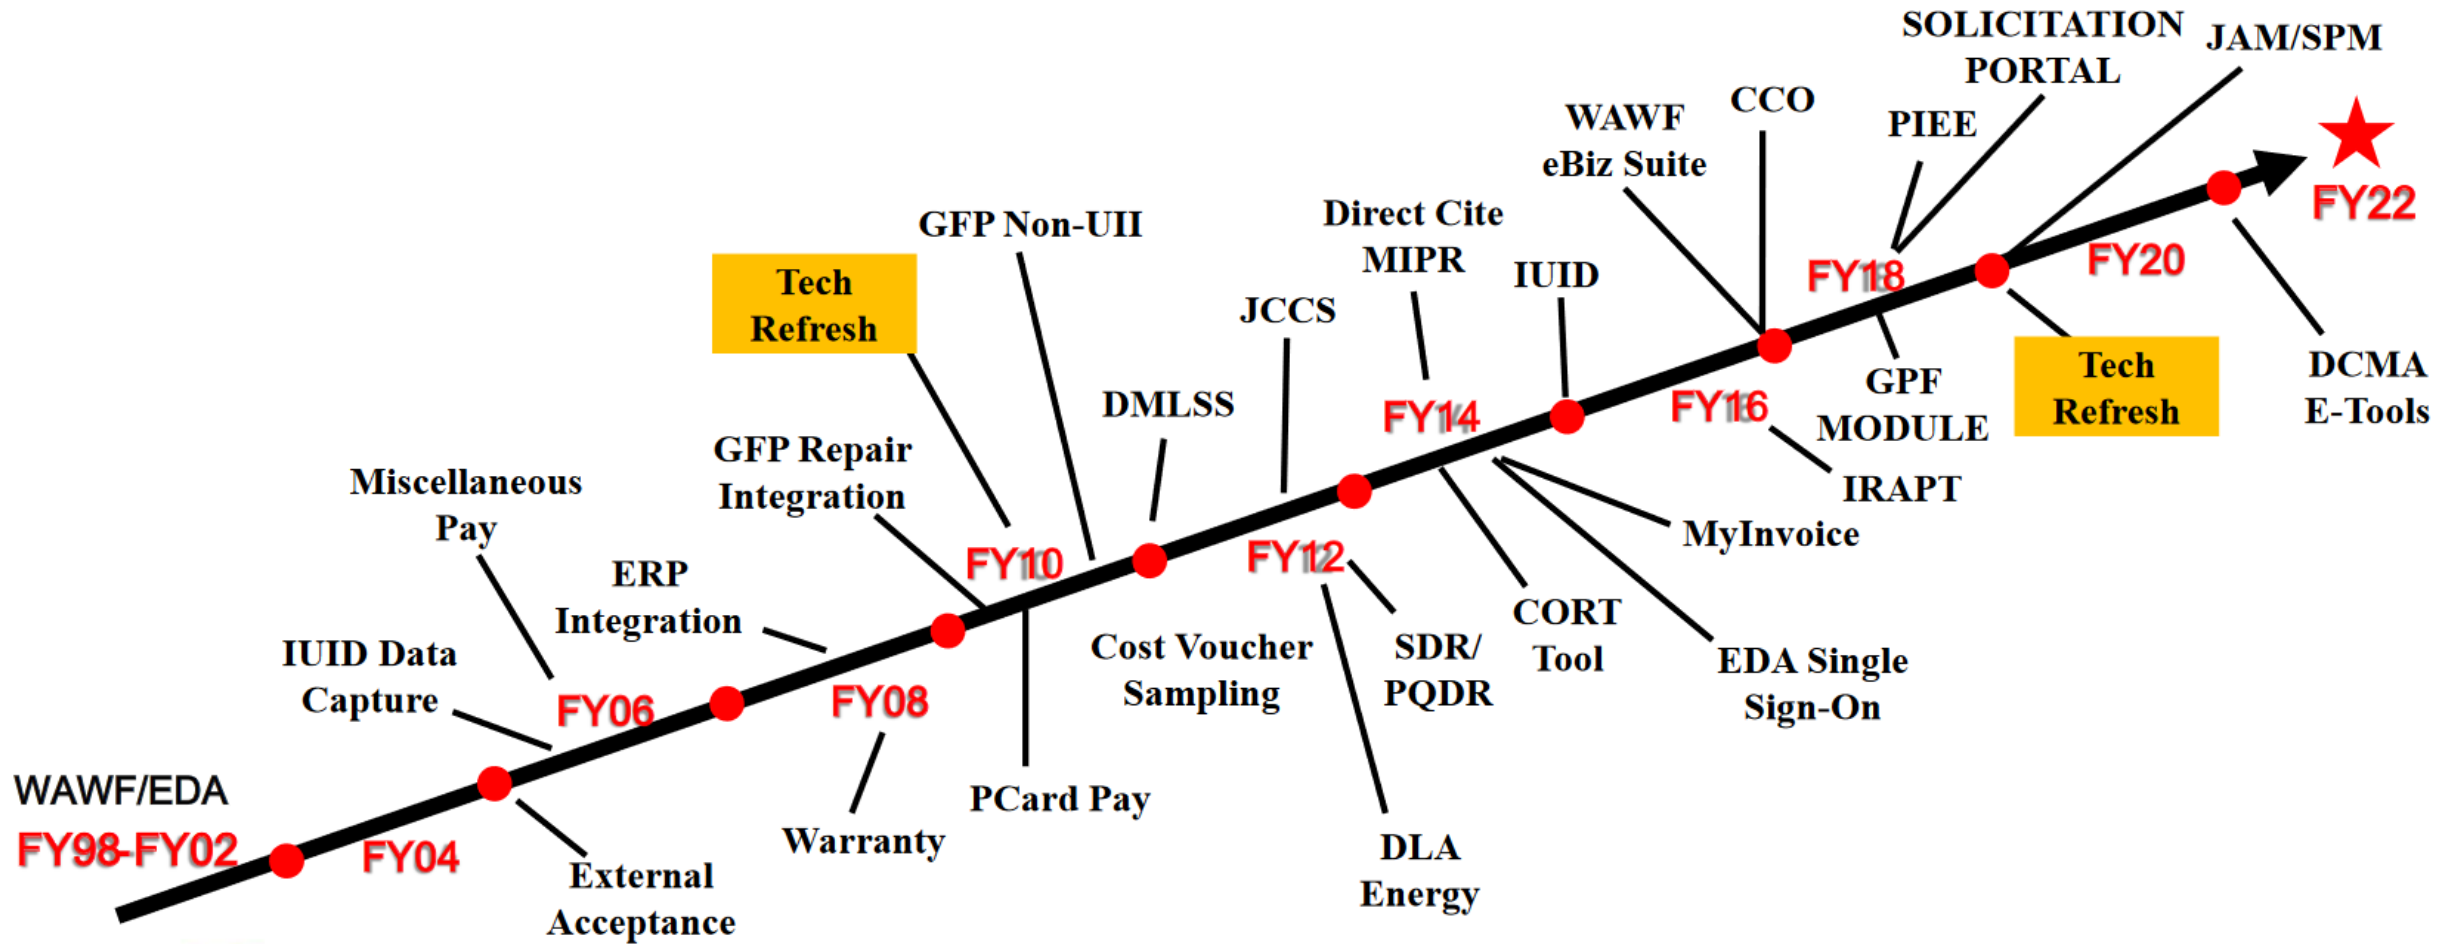 SOLICITATION
PORTAL
JAM/SPM
WAWF
eBiz Suite
CCO
PIEE
FY22
Direct Cite
MIPR
GFP Non-UII
IUID
FY18
FY20
Tech
Refresh
JCCS
DMLSS
FY14
FY16
GPF
MODULE
Tech
Refresh
DCMA
E-Tools
GFP Repair
Integration
Miscellaneous
Pay
IRAPT
MyInvoice
FY10
FY12
ERP
Integration
CORT
Tool
IUID Data
Capture
FY06
FY08
Cost Voucher
Sampling
SDR/
PQDR
EDA Single
Sign-On
WAWF/EDA
FY98-FY02
FY04
PCard Pay
Warranty
External
Acceptance
DLA
Energy